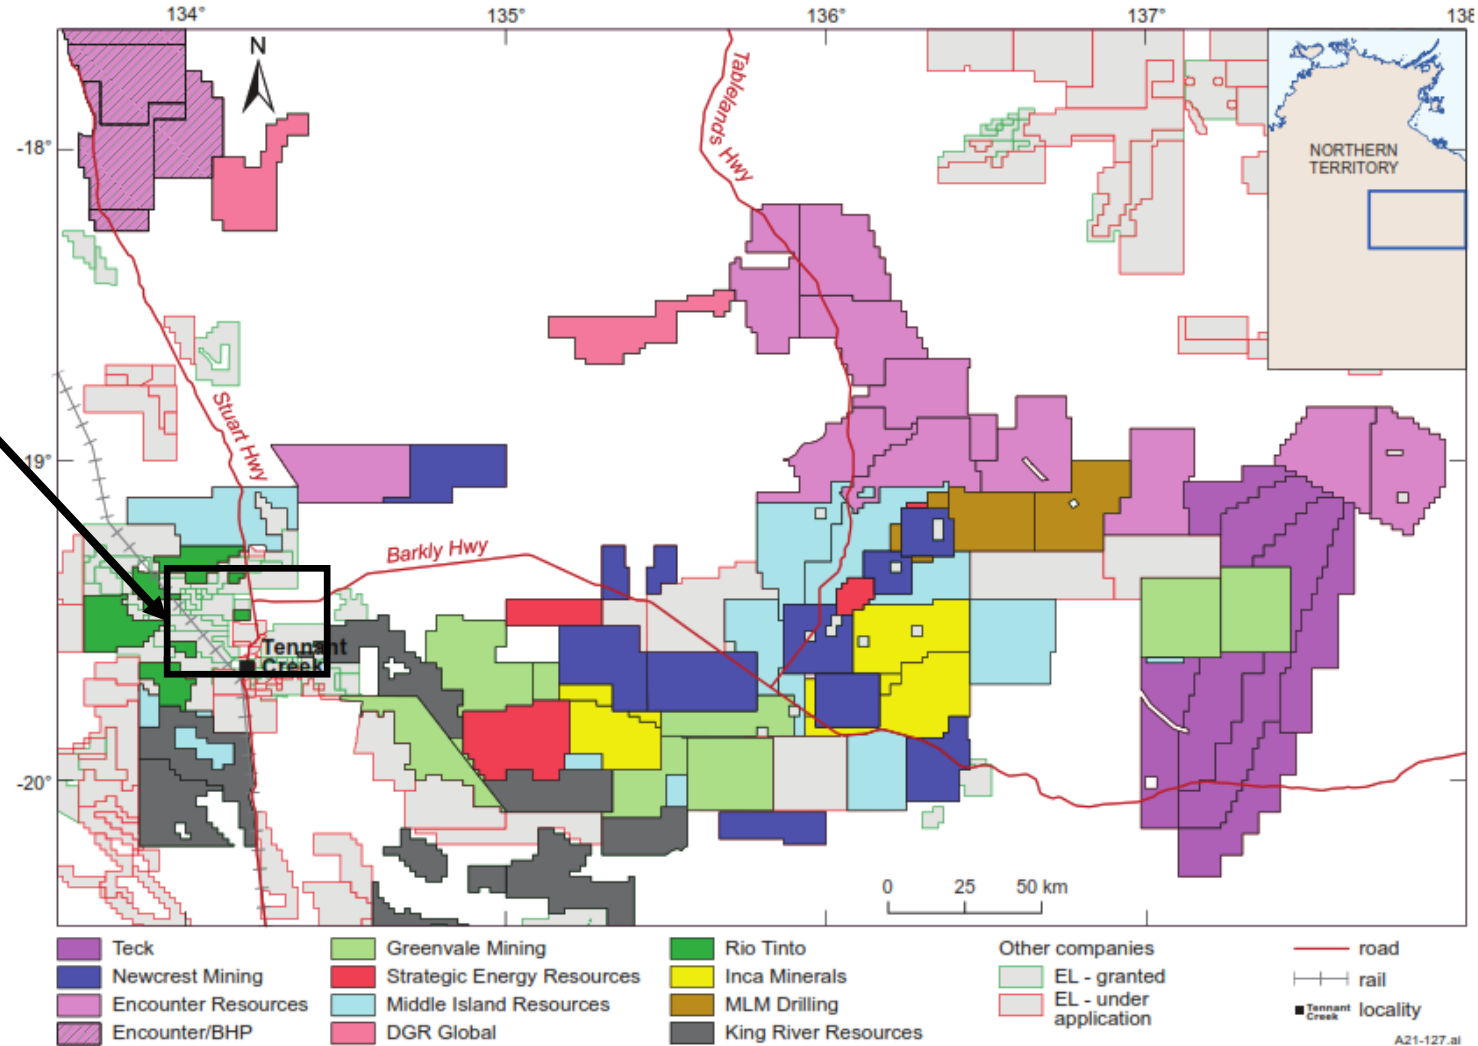 134°
135°
136°
137°
138
N
-18°
19°
-20°
Tablelands Hwy
NORTHERN
TERRITORY
Stuart Hwy
Barkly Hwy
Tennant
Creek
0 25 50 km
Teck
Newcrest Mining
Encounter Resources
Encounter/BHP
Greenvale Mining
Strategic Energy Resources
Middle Island Resources
DGR Global
Rio Tinto
Inca Minerals
MLM Drilling
King River Resources
Other companies
EL - granted
EL - under
application
road
rail
Tennant
Creek
locality
A21-127.ai